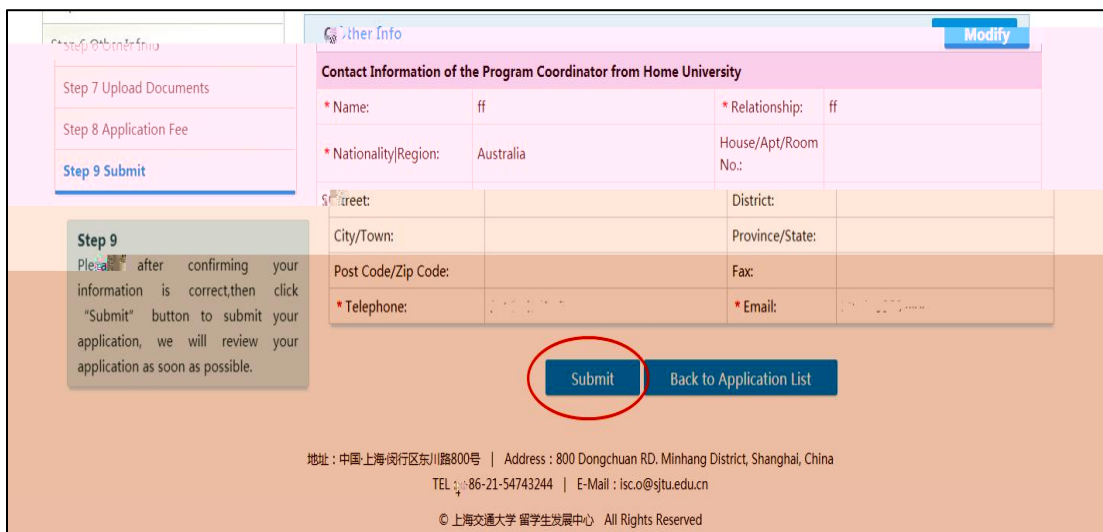 Other Info
Modify
Step 6 Other Info
Contact Information of the Program Coordinator from Home University
Step 7 Upload Documents
* Name: ff * Relationship: ff
Step 8 Application Fee
* Nationality|Region: Australia House/Apt/Room No.:
Step 9 Submit
Street: District:
City/Town: Province/State:
Post Code/Zip Code: Fax:
* Telephone: * Email:
Step 9
after confirming your
information is correct,then click
"Submit" button to submit your
application, we will review your
application as soon as possible.
Submit
Back to Application List
地址：中国·上海·闵行区东川路800号 | Address : 800 Dongchuan RD. Minhang District, Shanghai, China
TEL : 86-21-54743244 | E-Mail : isc.o@sjtu.edu.cn
© 上海交通大学 留学生发展中心 All Rights Reserved